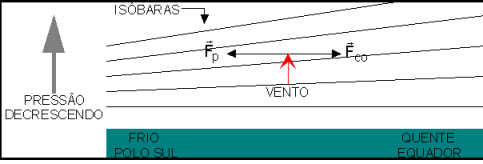 ISÓBARAS
F⃗p
F⃗co
PRESSÃO
DECRESCENDO
VENTO
FRIO
POLO SUL
QUENTE
EQUADOR